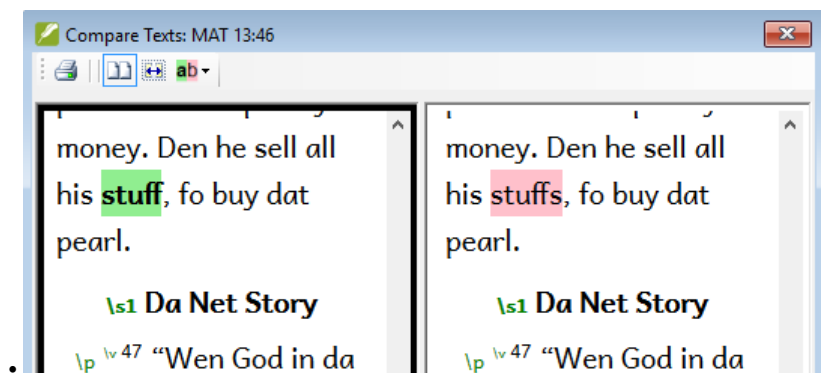 Compare Texts: MAT 13:46
ab
money. Den he sell all
his stuff, fo buy dat
pearl.
\s1 Da Net Story
\p \v 47 “Wen God in da
money. Den he sell all
his stuffs, fo buy dat
pearl.
\s1 Da Net Story
\p \v 47 “Wen God in da